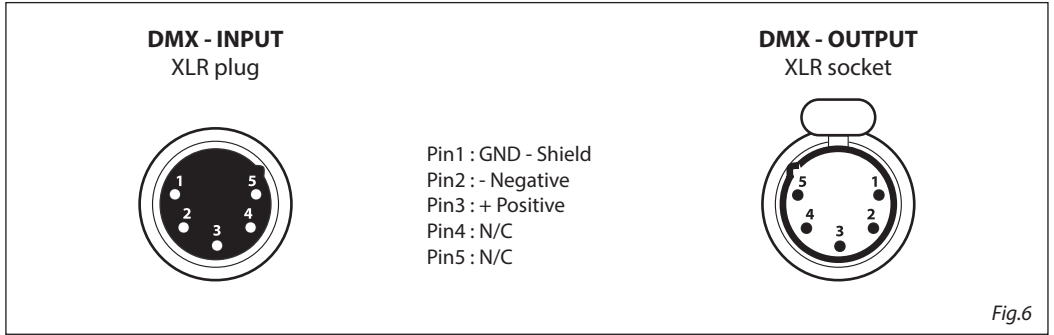 DMX - INPUT
XLR plug
DMX - OUTPUT
XLR socket
1
5
2
4
3
Pin1 : GND - Shield
Pin2 : - Negative
Pin3 : + Positive
Pin4 : N/C
Pin5 : N/C
5
1
4
2
3
Fig.6